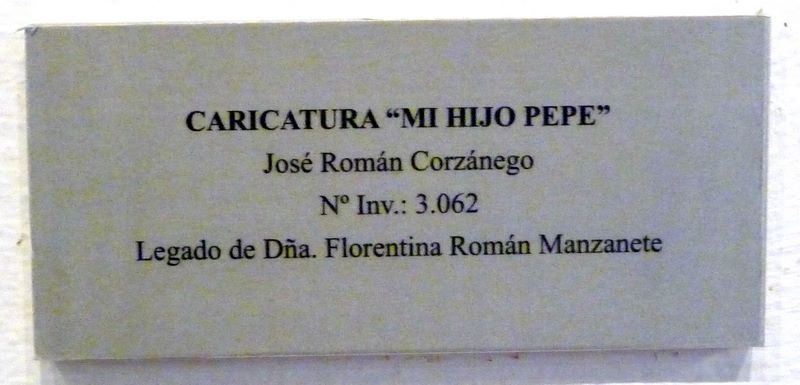 CARICATURA “MI HIJO PEPE”
José Román Corzánego
Nº Inv.: 3.062
Legado de Dña. Florentina Román Manzanete